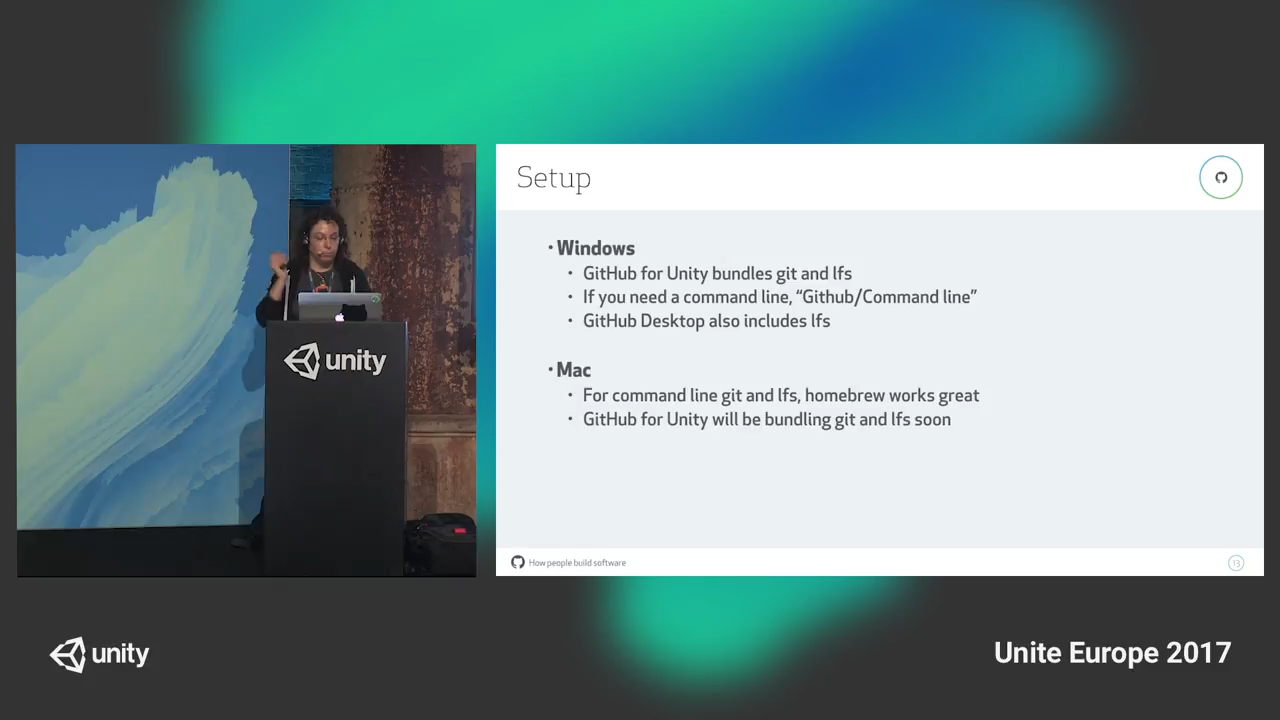 Setup
• Windows
• GitHub for Unity bundles git and lfs
• If you need a command line, “Github/Command line”
• GitHub Desktop also includes lfs
• Mac
• For command line git and lfs, homebrew works great
• GitHub for Unity will be bundling git and lfs soon
How people build software
13
unity
unity
Unite Europe 2017